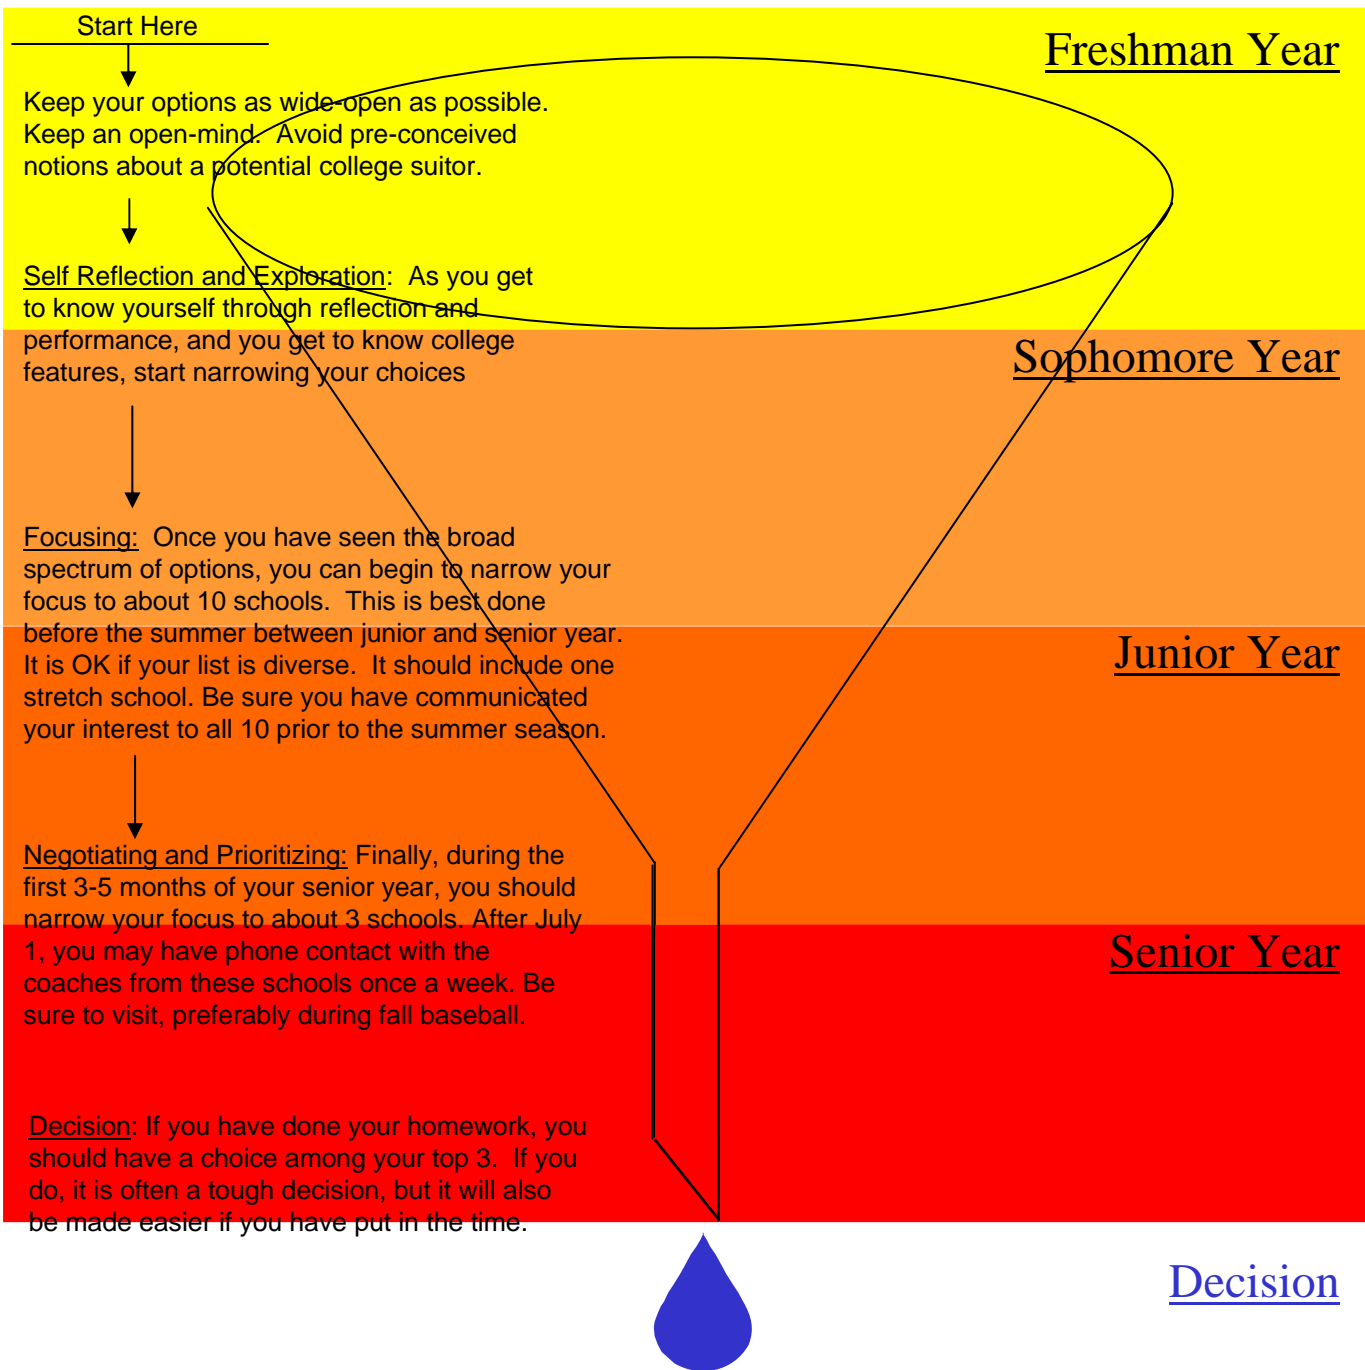 Start Here
Freshman Year
Keep your options as wide-open as possible.
Keep an open-mind.  Avoid pre-conceived
notions about a potential college suitor.
Self Reflection and Exploration:  As you get
to know yourself through reflection and
performance, and you get to know college
features, start narrowing your choices
Sophomore Year
Focusing:  Once you have seen the broad
spectrum of options, you can begin to narrow your
focus to about 10 schools.  This is best done
before the summer between junior and senior year.
It is OK if your list is diverse.  It should include one
stretch school. Be sure you have communicated
your interest to all 10 prior to the summer season.
Junior Year
Negotiating and Prioritizing: Finally, during the
first 3-5 months of your senior year, you should
narrow your focus to about 3 schools. After July
1, you may have phone contact with the
coaches from these schools once a week. Be
sure to visit, preferably during fall baseball.
Senior Year
Decision: If you have done your homework, you
should have a choice among your top 3.  If you
do, it is often a tough decision, but it will also
be made easier if you have put in the time.
Decision